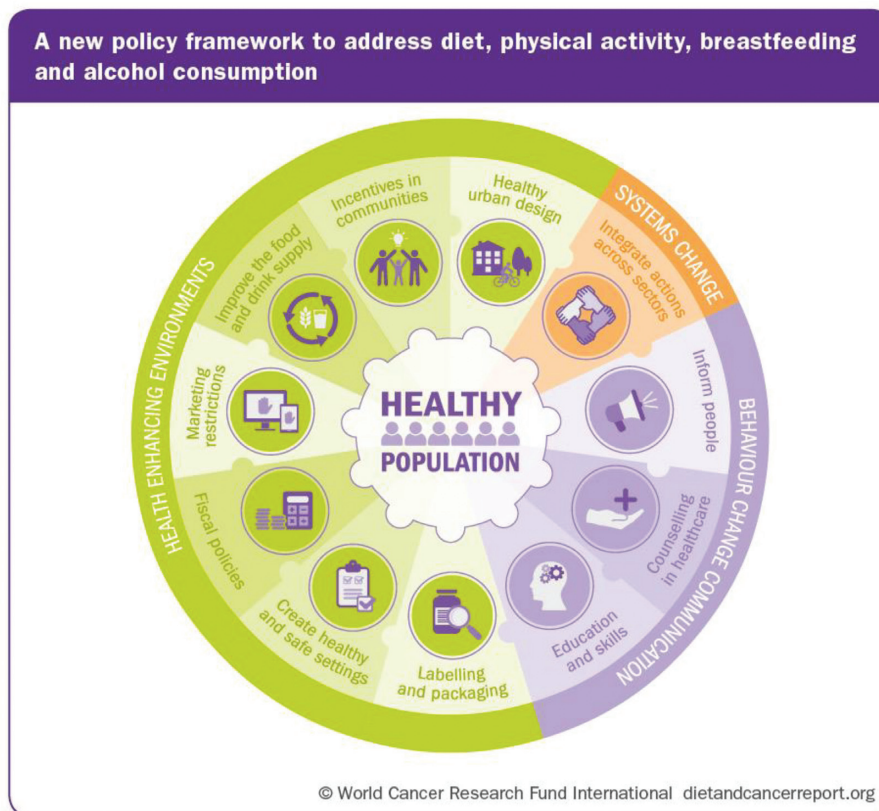 A new policy framework to address diet, physical activity, breastfeeding
and alcohol consumption
HEALTH ENHANCING ENVIRONMENTS
SYSTEMS CHANGE
BEHAVIOUR CHANGE COMMUNICATION
Incentives in
communities
Healthy
urban design
Integrate actions
across sectors
Inform people
Counselling
in healthcare
Education
and skills
Labelling
and packaging
Create healthy
and safe settings
Fiscal policies
Marketing
restrictions
Improve the food
and drink supply
HEALTHY
POPULATION
© World Cancer Research Fund International dietandcancerreport.org